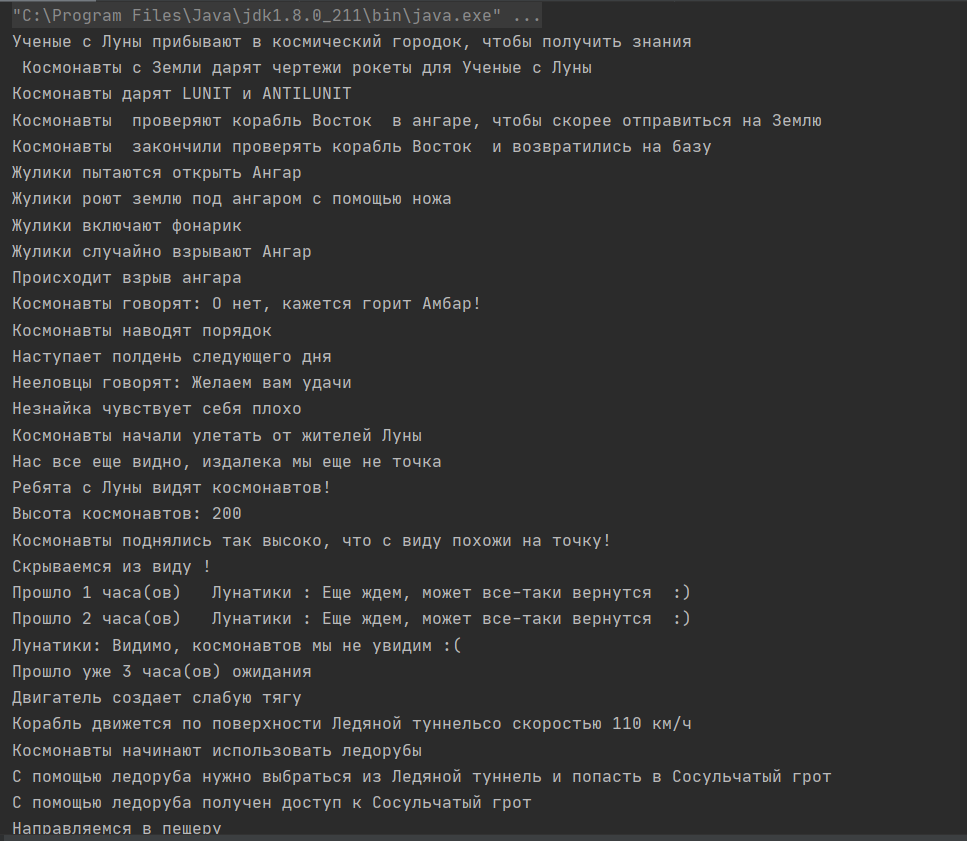 "C:\Program Files\Java\jdk1.8.0_211\bin\java.exe" ...
Ученые с Луны прибывают в космический городок, чтобы получить знания
 Космонавты с Земли дарят чертежи рокеты для Ученые с Луны
Космонавты дарят LUNIT и ANTILUNIT
Космонавты  проверяют корабль Восток  в ангаре, чтобы скорее отправиться на Землю
Космонавты  закончили проверять корабль Восток  и возвратились на базу
Жулики пытаются открыть Ангар
Жулики роют землю под ангаром с помощью ножа
Жулики включают фонарик
Жулики случайно взрывают Ангар
Происходит взрыв ангара
Космонавты говорят: О нет, кажется горит Амбар!
Космонавты наводят порядок
Наступает полдень следующего дня
Нееловцы говорят: Желаем вам удачи
Незнайка чувствует себя плохо
Космонавты начали улетать от жителей Луны
Нас все еще видно, издалека мы еще не точка
Ребята с Луны видят космонавтов!
Высота космонавтов: 200
Космонавты поднялись так высоко, что с виду похожи на точку!
Скрываемся из виду !
Прошло 1 часа(ов)   Лунатики : Еще ждем, может все-таки вернутся  :)
Прошло 2 часа(ов)   Лунатики : Еще ждем, может все-таки вернутся  :)
Лунатики: Видимо, космонавтов мы не увидим :(
Прошло уже 3 часа(ов) ожидания
Двигатель создает слабую тягу
Корабль движется по поверхности Ледяной туннельсо скоростью 110 км/ч
Космонавты начинают использовать ледорубы
С помощью ледоруба нужно выбраться из Ледяной туннель и попасть в Сосульчатый грот
С помощью ледоруба получен доступ к Сосульчатый грот
Направляемся в пещеру